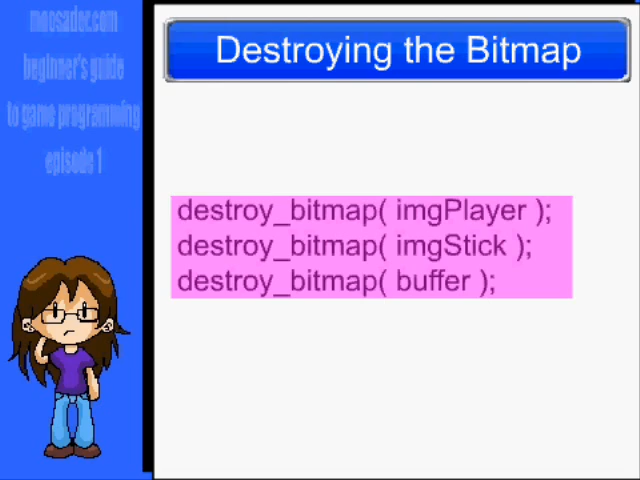 moosader.com
beginner's guide
to game programming
episode 1
Destroying the Bitmap
destroy_bitmap( imgPlayer );
destroy_bitmap( imgStick );
destroy_bitmap( buffer );